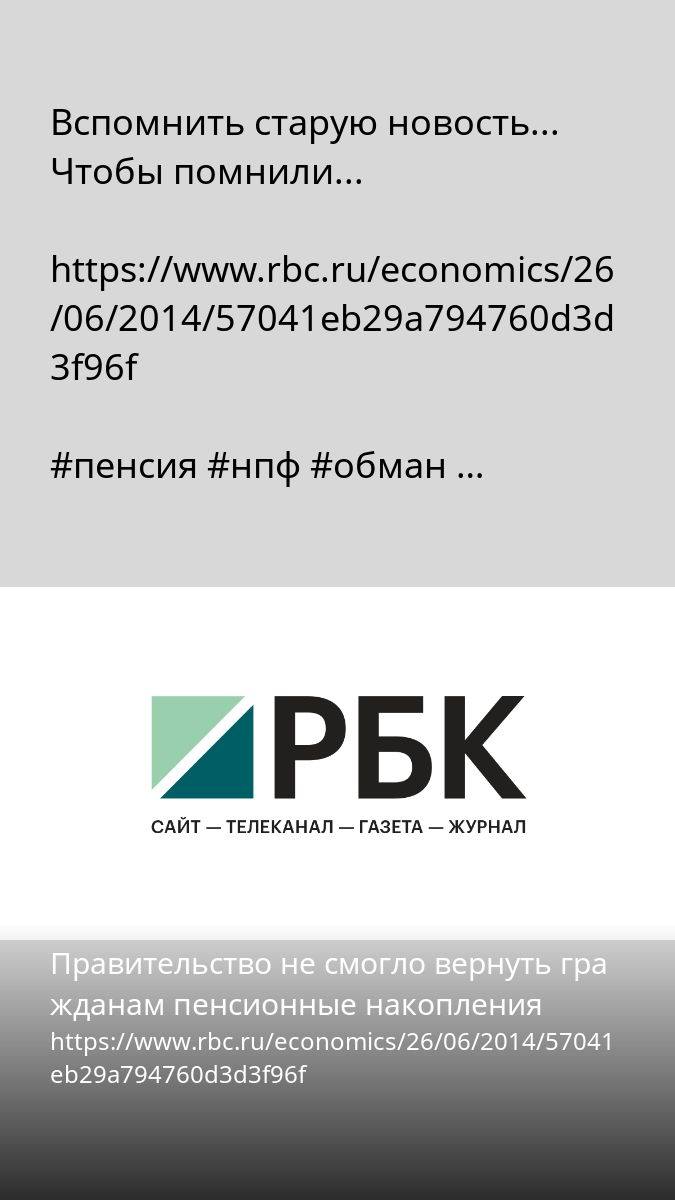 Вспомнить старую новость...
Чтобы помнили...
https://www.rbc.ru/economics/26
/06/2014/57041eb29a794760d3d
3f96f
#пенсия #нпф #обман ...
РБК
САЙТ — ТЕЛЕКАНАЛ — ГАЗЕТА — ЖУРНАЛ
Правительство не смогло вернуть гра
жданам пенсионные накопления
https://www.rbc.ru/economics/26/06/2014/57041
eb29a794760d3d3f96f